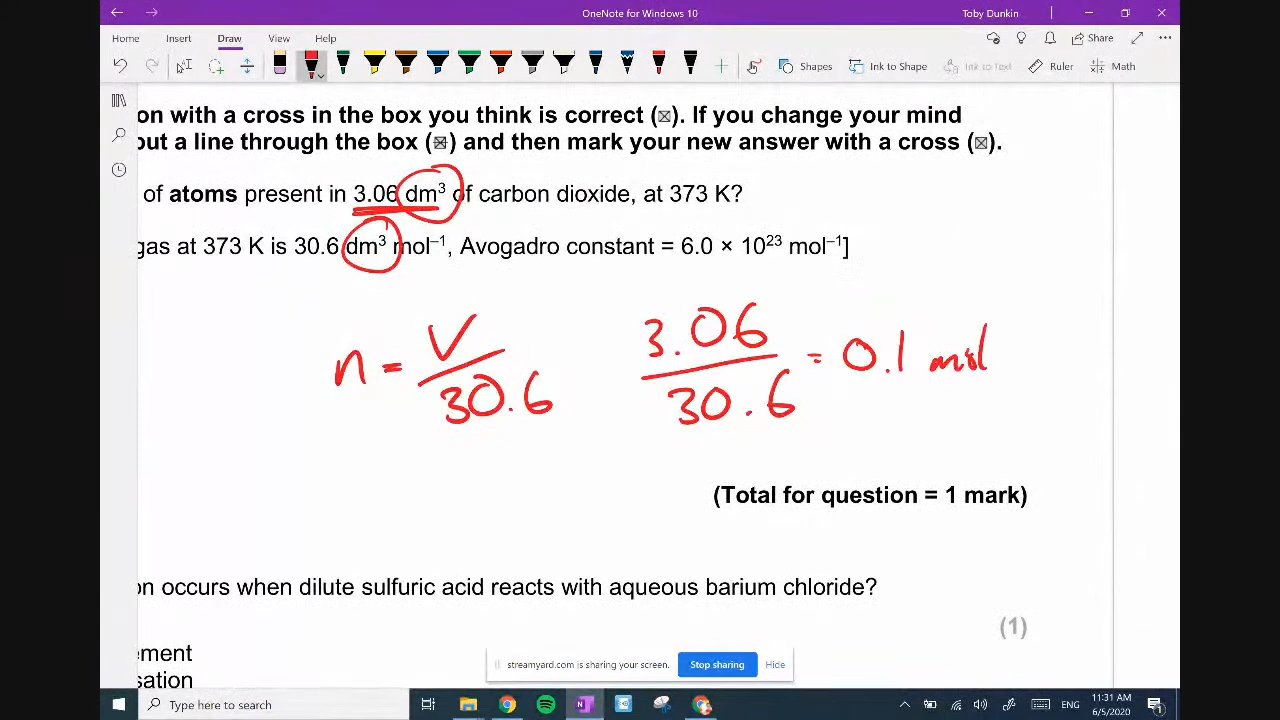 OneNote for Windows 10
Toby Dunkin
Home Insert Draw View Help
Share
Shapes Ink to Shape Ink to Text Ruler Math
on with a cross in the box you think is correct (☒). If you change your mind
out a line through the box (☒) and then mark your new answer with a cross (☒).
of atoms present in 3.06 dm³ of carbon dioxide, at 373 K?
gas at 373 K is 30.6 dm³ mol⁻¹, Avogadro constant = 6.0 × 10²³ mol⁻¹]
n = V/30.6 3.06/30.6 = 0.1 mol
(Total for question = 1 mark)
on occurs when dilute sulfuric acid reacts with aqueous barium chloride?
(1)
ement
sation
streamyard.com is sharing your screen. Stop sharing Hide
Type here to search
ENG
11:31 AM
6/5/2020